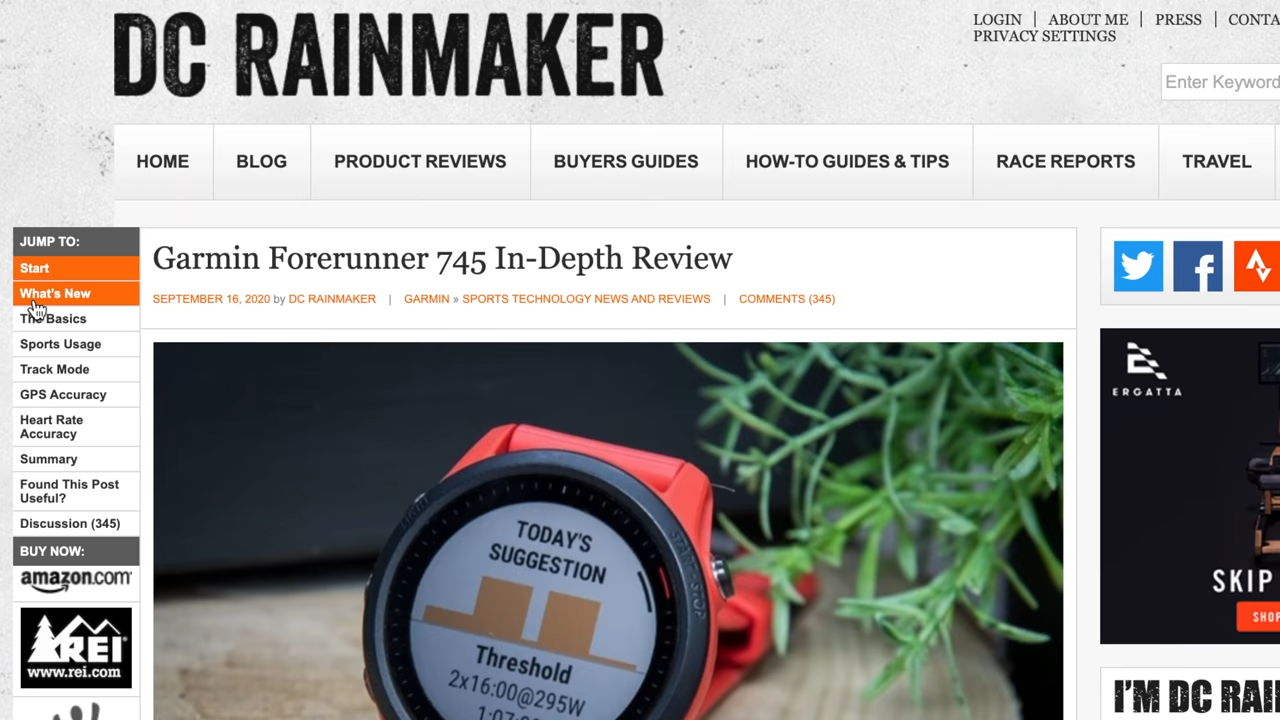 DC RAINMAKER
LOGIN | ABOUT ME | PRESS | CONTA
PRIVACY SETTINGS
Enter Keyword
HOME
BLOG
PRODUCT REVIEWS
BUYERS GUIDES
HOW-TO GUIDES & TIPS
RACE REPORTS
TRAVEL
JUMP TO:
Start
What's New
The Basics
Sports Usage
Track Mode
GPS Accuracy
Heart Rate
Accuracy
Summary
Found This Post
Useful?
Discussion (345)
BUY NOW:
amazon.com
REI
www.rei.com
Garmin Forerunner 745 In-Depth Review
SEPTEMBER 16, 2020 by DC RAINMAKER | GARMIN » SPORTS TECHNOLOGY NEWS AND REVIEWS | COMMENTS (345)
LIGHT
START·STOP
TODAY'S
SUGGESTION
Threshold
2x16:00@295W
ERGATTA
SKIP
SHOP
I'M DC RAI